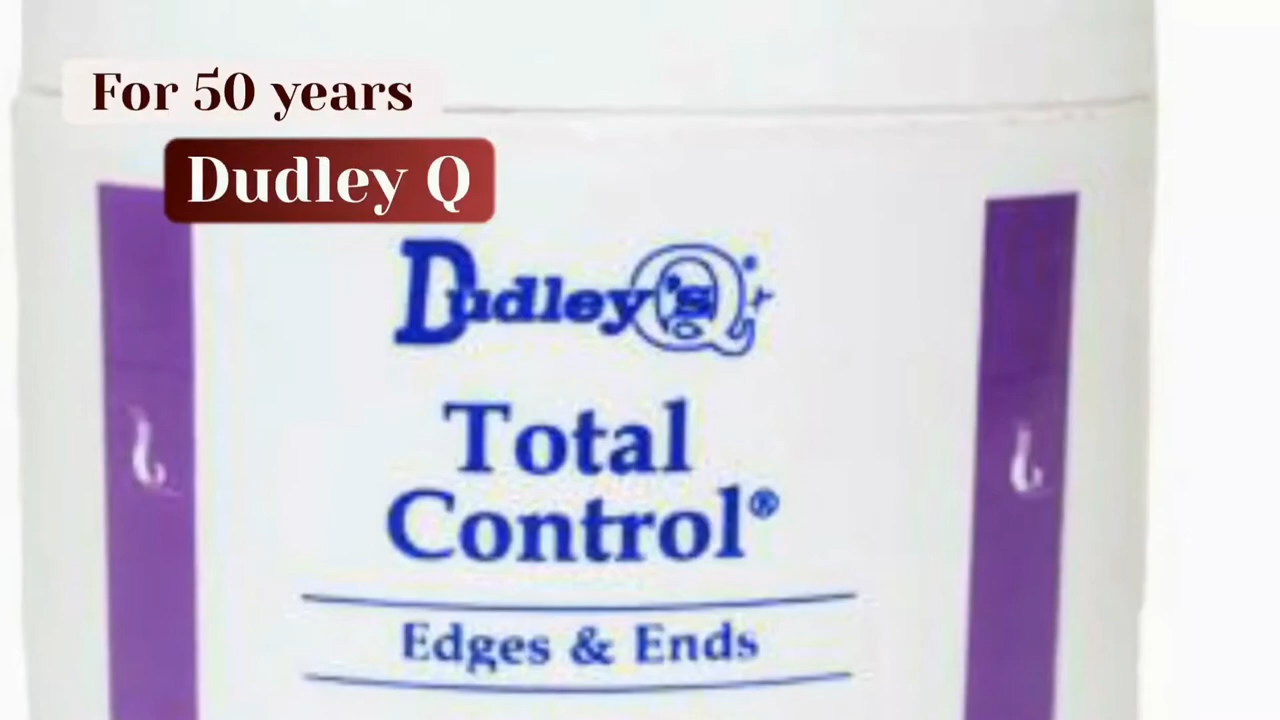 For 50 years
Dudley Q
Dudley's Q
Total
Control®
Edges & Ends